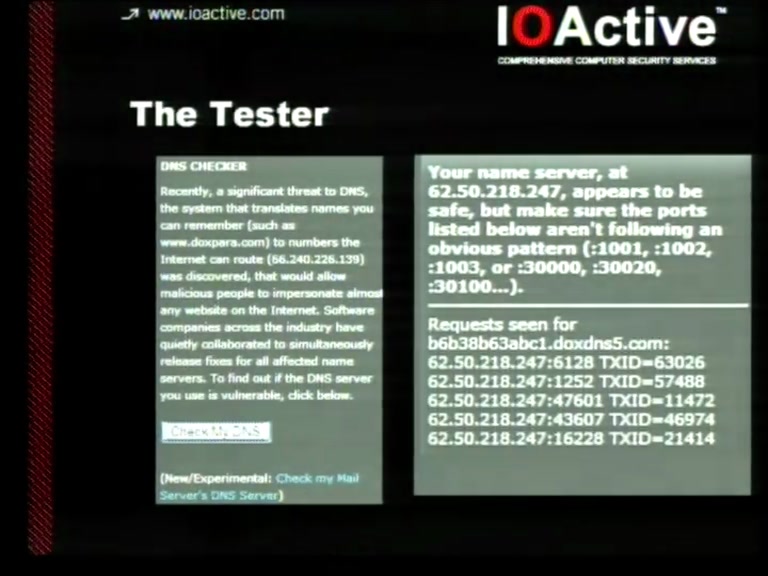 www.ioactive.com
IOActive™
COMPREHENSIVE COMPUTER SECURITY SERVICES
The Tester
DNS CHECKER
Recently, a significant threat to DNS,
the system that translates names you
can remember (such as
www.doxpara.com) to numbers the
Internet can route (66.240.226.139)
was discovered, that would allow
malicious people to impersonate almost
any website on the Internet. Software
companies across the industry have
quietly collaborated to simultaneously
release fixes for all affected name
servers. To find out if the DNS server
you use is vulnerable, click below.
Check My DNS
(New/Experimental: Check my Mail
Server's DNS Server)
Your name server, at
62.50.218.247, appears to be
safe, but make sure the ports
listed below aren't following an
obvious pattern (:1001, :1002,
:1003, or :30000, :30020,
:30100...).
Requests seen for
b6b38b63abc1.doxdns5.com:
62.50.218.247:6128 TXID=63026
62.50.218.247:1252 TXID=57488
62.50.218.247:47601 TXID=11472
62.50.218.247:43607 TXID=46974
62.50.218.247:16228 TXID=21414